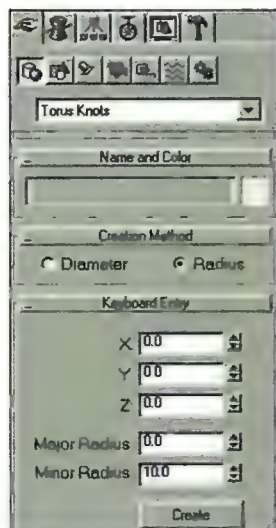 Torus Knots
Name and Color
Creation Method
Diameter Radius
Keyboard Entry
X 0.0
Y 0.0
Z 0.0
Major Radius 0.0
Minor Radius 10.0
Create